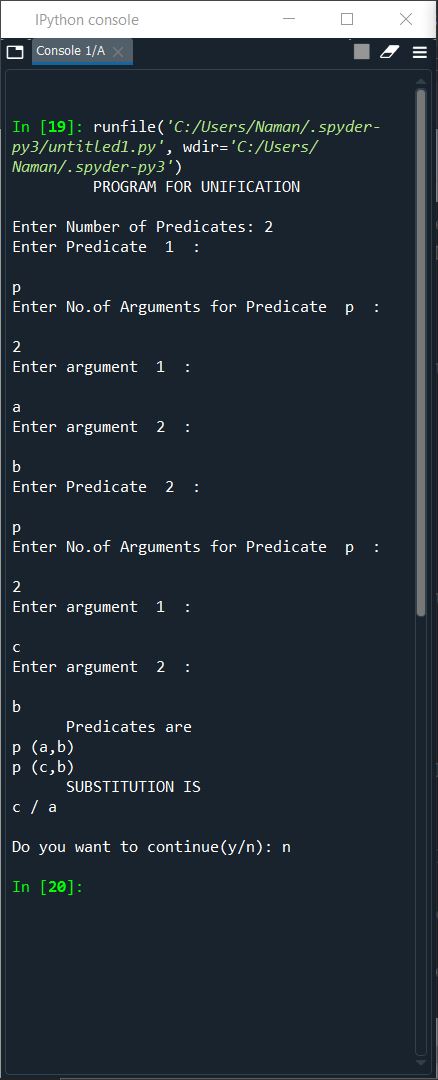 IPython console
Console 1/A
In [19]: runfile('C:/Users/Naman/.spyder-
py3/untitled1.py', wdir='C:/Users/
Naman/.spyder-py3')
PROGRAM FOR UNIFICATION
Enter Number of Predicates: 2
Enter Predicate  1  :
p
Enter No.of Arguments for Predicate  p  :
2
Enter argument  1  :
a
Enter argument  2  :
b
Enter Predicate  2  :
p
Enter No.of Arguments for Predicate  p  :
2
Enter argument  1  :
c
Enter argument  2  :
b
Predicates are
p (a,b)
p (c,b)
SUBSTITUTION IS
c / a
Do you want to continue(y/n): n
In [20]: